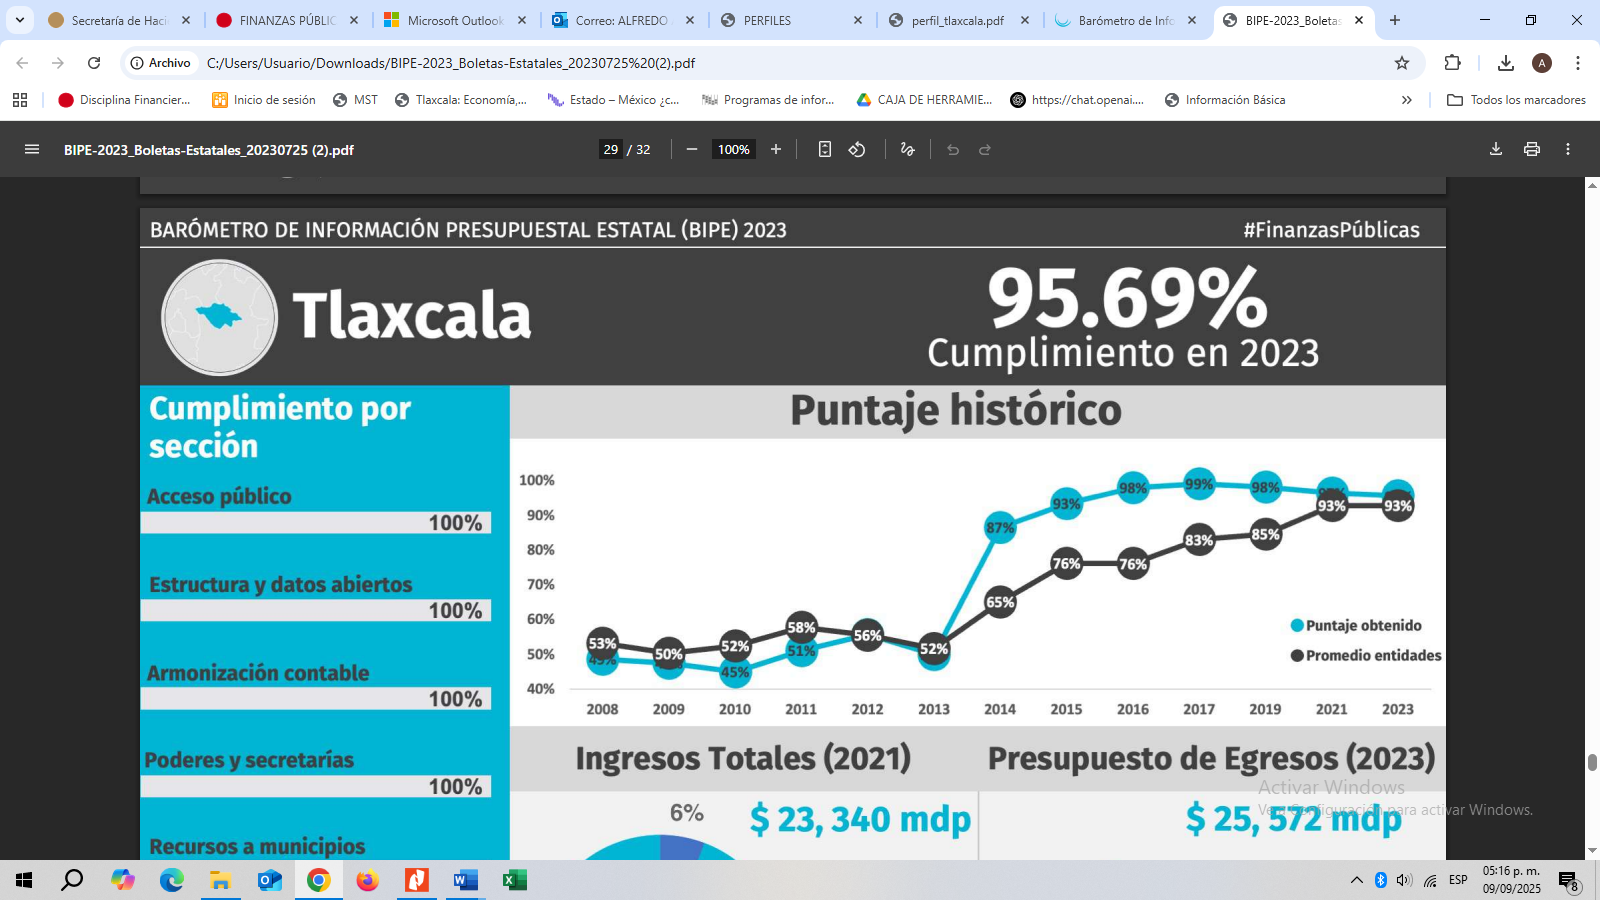 Secretaría de Haci
FINANZAS PÚBLIC
Microsoft Outlook
Correo: ALFREDO
PERFILES
perfil_tlaxcala.pdf
Barómetro de Info
BIPE-2023_Boletas
Archivo
C:/Users/Usuario/Downloads/BIPE-2023_Boletas-Estatales_20230725%20(2).pdf
A
Disciplina Financier...
Inicio de sesión
MST
Tlaxcala: Economía,...
Estado – México ¿c...
Programas de infor...
CAJA DE HERRAMIE...
https://chat.openai....
Información Básica
Todos los marcadores
BIPE-2023_Boletas-Estatales_20230725 (2).pdf
29 / 32
100%
BARÓMETRO DE INFORMACIÓN PRESUPUESTAL ESTATAL (BIPE) 2023
#FinanzasPúblicas
Tlaxcala
95.69%
Cumplimiento en 2023
Cumplimiento por
sección
Acceso público
100%
Estructura y datos abiertos
100%
Armonización contable
100%
Poderes y secretarías
100%
Recursos a municipios
Puntaje histórico
100%
90%
80%
70%
60%
50%
40%
53%
50%
52%
58%
56%
52%
65%
76%
76%
83%
85%
93%
93%
49%
45%
51%
87%
93%
98%
99%
98%
Puntaje obtenido
Promedio entidades
2008 2009 2010 2011 2012 2013 2014 2015 2016 2017 2019 2021 2023
Ingresos Totales (2021)
6%
$ 23, 340 mdp
Presupuesto de Egresos (2023)
$ 25, 572 mdp
Activar Windows
Ve a Configuración para activar Windows.
ESP
05:16 p. m.
09/09/2025
8